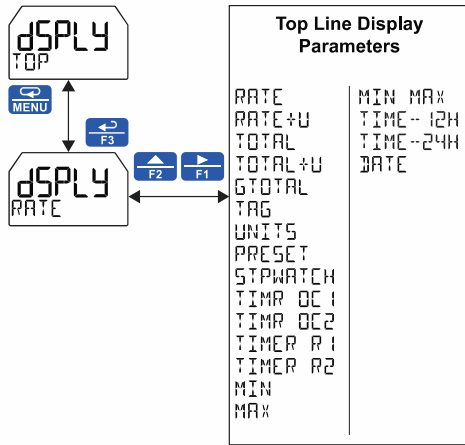 dSPLY
TOP
MENU
F3
dSPLY
RATE
F2
F1
Top Line Display
Parameters
RATE
RATE+U
TOTAL
TOTAL+U
GTOTAL
TAG
UNITS
PRESET
STPWATCH
TIMR OC1
TIMR OC2
TIMER R1
TIMER R2
MIN
MAX
MIN MAX
TIME--12H
TIME--24H
DATE